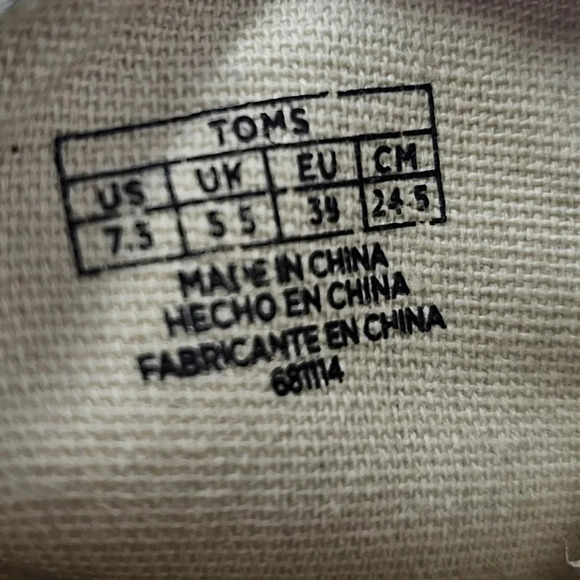 TOMS
US UK EU CM
7.5 5.5 39 24.5
MADE IN CHINA
HECHO EN CHINA
FABRICANTE EN CHINA
681114